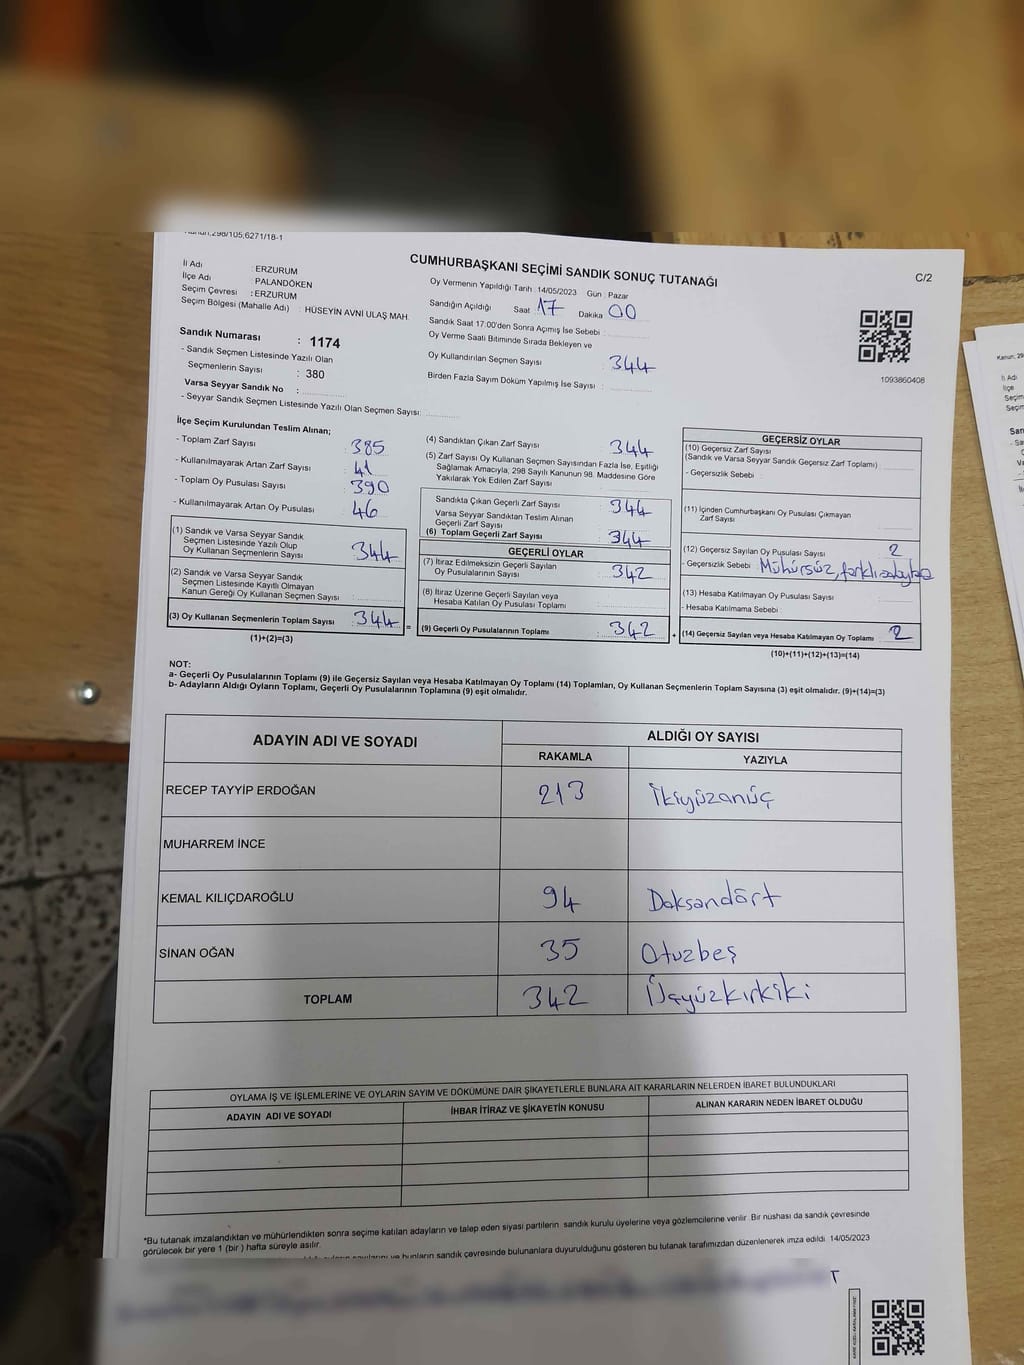 Kanun;298/105,6271/18-1
CUMHURBAŞKANI SEÇİMİ SANDIK SONUÇ TUTANAĞI
C/2
İl Adı : ERZURUM
İlçe Adı : PALANDÖKEN
Seçim Çevresi : ERZURUM
Seçim Bölgesi (Mahalle Adı) : HÜSEYİN AVNİ ULAŞ MAH.
Sandık Numarası : 1174
- Sandık Seçmen Listesinde Yazılı Olan
Seçmenlerin Sayısı : 380
Varsa Seyyar Sandık No :
- Seyyar Sandık Seçmen Listesinde Yazılı Olan Seçmen Sayısı:
Oy Vermenin Yapıldığı Tarih : 14/05/2023 Gün : Pazar
Sandığın Açıldığı Saat : 17 Dakika : 00
Sandık Saat 17:00'den Sonra Açımış İse Sebebi :
Oy Verme Saati Bitiminde Sırada Bekleyen ve
Oy Kullandırılan Seçmen Sayısı : 344
Birden Fazla Sayım Döküm Yapılmış İse Sayısı :
1093860408
İlçe Seçim Kurulundan Teslim Alınan;
- Toplam Zarf Sayısı : 385
- Kullanılmayarak Artan Zarf Sayısı : 41
- Toplam Oy Pusulası Sayısı : 390
- Kullanılmayarak Artan Oy Pusulası : 46
(1) Sandık ve Varsa Seyyar Sandık
Seçmen Listesinde Yazılı Olup
Oy Kullanan Seçmenlerin Sayısı : 344
(2) Sandık ve Varsa Seyyar Sandık
Seçmen Listesinde Kayıtlı Olmayan
Kanun Gereği Oy Kullanan Seçmen Sayısı :
(3) Oy Kullanan Seçmenlerin Toplam Sayısı : 344
(1)+(2)=(3)
(4) Sandıktan Çıkan Zarf Sayısı : 344
(5) Zarf Sayısı Oy Kullanan Seçmen Sayısından Fazla İse, Eşitliği
Sağlamak Amacıyla, 298 Sayılı Kanunun 98. Maddesine Göre
Yakılarak Yok Edilen Zarf Sayısı :
Sandıkta Çıkan Geçerli Zarf Sayısı : 344
Varsa Seyyar Sandıktan Teslim Alınan
Geçerli Zarf Sayısı :
(6) Toplam Geçerli Zarf Sayısı : 344
GEÇERLİ OYLAR
(7) İtiraz Edilmeksizin Geçerli Sayılan
Oy Pusulalarının Sayısı : 342
(8) İtiraz Üzerine Geçerli Sayılan veya
Hesaba Katılan Oy Pusulası Toplamı :
= (9) Geçerli Oy Pusulalarının Toplamı : 342
GEÇERSİZ OYLAR
(10) Geçersiz Zarf Sayısı
(Sandık ve Varsa Seyyar Sandık Geçersiz Zarf Toplamı) :
- Geçersizlik Sebebi :
(11) İçinden Cumhurbaşkanı Oy Pusulası Çıkmayan
Zarf Sayısı :
(12) Geçersiz Sayılan Oy Pusulası Sayısı : 2
- Geçersizlik Sebebi : Mühürsüz, farklı
(13) Hesaba Katılmayan Oy Pusulası Sayısı :
- Hesaba Katılmama Sebebi :
+ (14) Geçersiz Sayılan veya Hesaba Katılmayan Oy Toplamı : 2
(10)+(11)+(12)+(13)=(14)
NOT:
a- Geçerli Oy Pusulalarının Toplamı (9) ile Geçersiz Sayılan veya Hesaba Katılmayan Oy Toplamı (14) Toplamları, Oy Kullanan Seçmenlerin Toplam Sayısına (3) eşit olmalıdır. (9)+(14)=(3)
b- Adayların Aldığı Oyların Toplamı, Geçerli Oy Pusulalarının Toplamına (9) eşit olmalıdır.
ADAYIN ADI VE SOYADI ALDIĞI OY SAYISI
RAKAMLA YAZIYLA
RECEP TAYYİP ERDOĞAN 213 İkiyüzonüç
MUHARREM İNCE
KEMAL KILIÇDAROĞLU 94 Doksandört
SİNAN OĞAN 35 Otuzbeş
TOPLAM 342 Üçyüzkırkiki
OYLAMA İŞ VE İŞLEMLERİNE VE OYLARIN SAYIM VE DÖKÜMÜNE DAİR ŞİKAYETLERLE BUNLARA AİT KARARLARIN NELERDEN İBARET BULUNDUKLARI
ADAYIN ADI VE SOYADI İHBAR İTİRAZ VE ŞİKAYETİN KONUSU ALINAN KARARIN NEDEN İBARET OLDUĞU
*Bu tutanak imzalandıktan ve mühürlendikten sonra seçime katılan adayların ve talep eden siyasi partilerin sandık kurulu üyelerine veya gözlemcilerine verilir. Bir nüshası da sandık çevresinde
görülecek bir yere 1 (bir) hafta süreyle asılır.
ve bunların sandık çevresinde bulunanlara duyurulduğunu gösteren bu tutanak tarafımızdan düzenlenerek imza edildi. 14/05/2023
Kanun; 29
İl Adı
İlçe
Seçim